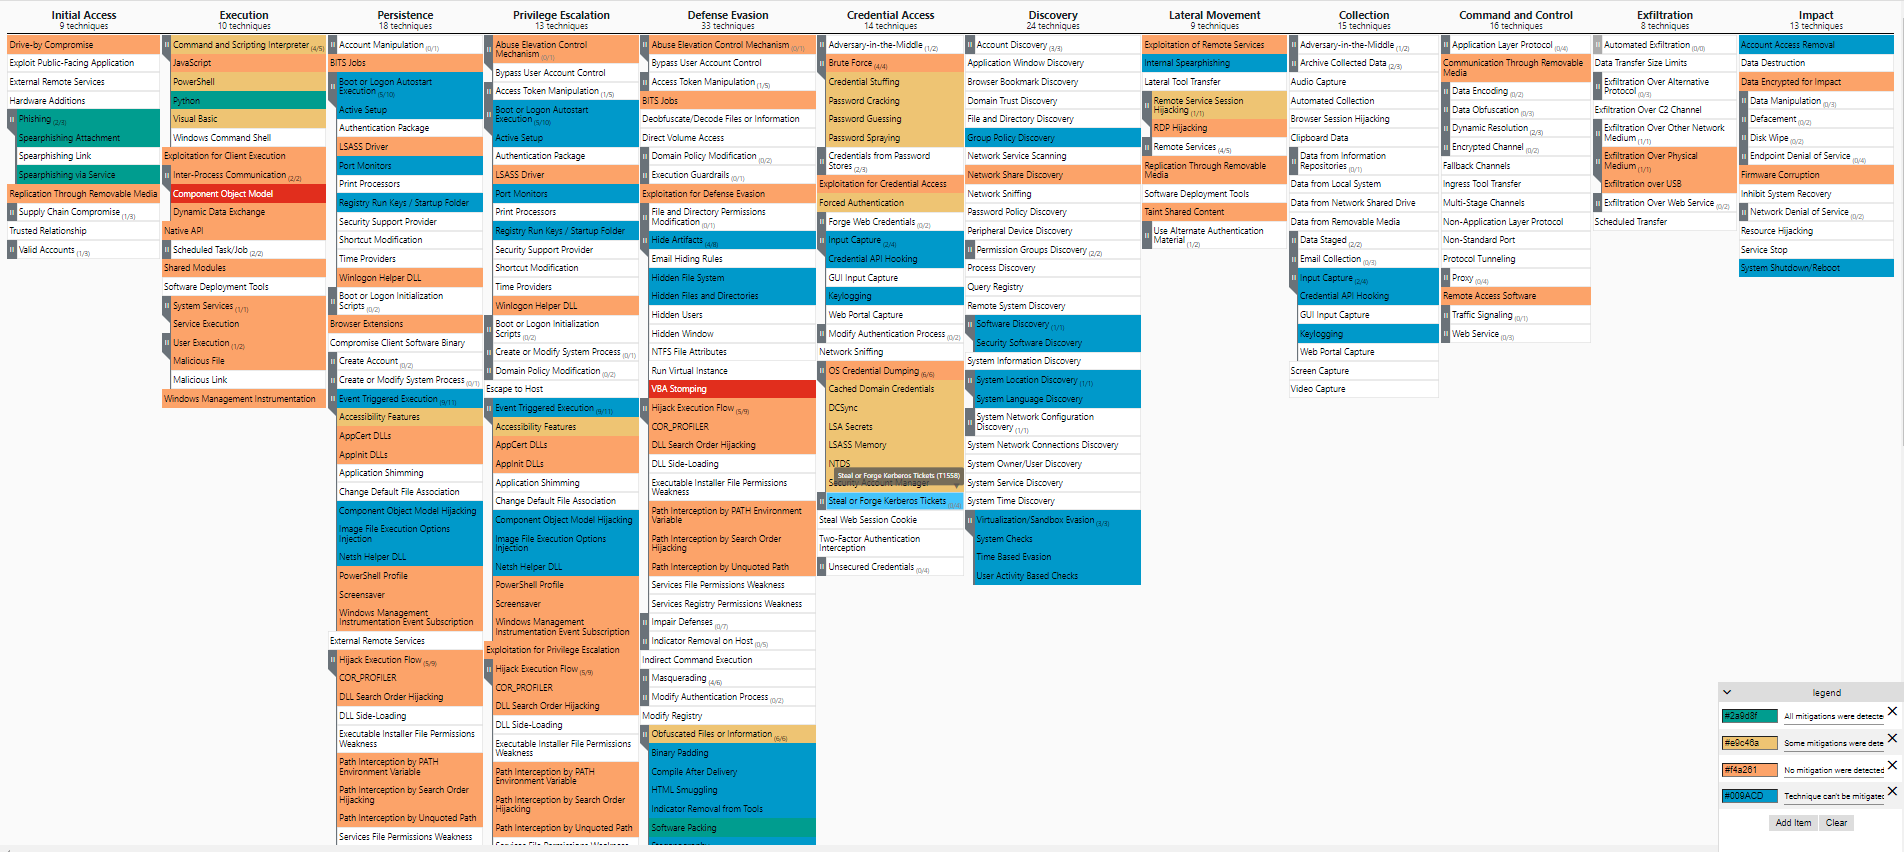 Initial Access
9 techniques
Drive-by Compromise
Exploit Public-Facing Application
External Remote Services
Hardware Additions
Phishing (2/3)
Spearphishing Attachment
Spearphishing Link
Spearphishing via Service
Replication Through Removable Media
Supply Chain Compromise (1/3)
Trusted Relationship
Valid Accounts (1/3)
Execution
10 techniques
Command and Scripting Interpreter (4/5)
JavaScript
PowerShell
Python
Visual Basic
Windows Command Shell
Exploitation for Client Execution
Inter-Process Communication (2/2)
Component Object Model
Dynamic Data Exchange
Native API
Scheduled Task/Job (2/2)
Shared Modules
Software Deployment Tools
System Services (1/1)
Service Execution
User Execution (1/2)
Malicious File
Malicious Link
Windows Management Instrumentation
Persistence
18 techniques
Account Manipulation (0/1)
BITS Jobs
Boot or Logon Autostart
Execution (5/10)
Active Setup
Authentication Package
LSASS Driver
Port Monitors
Print Processors
Registry Run Keys / Startup Folder
Security Support Provider
Shortcut Modification
Time Providers
Winlogon Helper DLL
Boot or Logon Initialization
Scripts (0/2)
Browser Extensions
Compromise Client Software Binary
Create Account (0/2)
Create or Modify System Process (0/1)
Event Triggered Execution (9/11)
Accessibility Features
AppCert DLLs
AppInit DLLs
Application Shimming
Change Default File Association
Component Object Model Hijacking
Image File Execution Options
Injection
Netsh Helper DLL
PowerShell Profile
Screensaver
Windows Management
Instrumentation Event Subscription
External Remote Services
Hijack Execution Flow (5/9)
COR_PROFILER
DLL Search Order Hijacking
DLL Side-Loading
Executable Installer File Permissions
Weakness
Path Interception by PATH
Environment Variable
Path Interception by Search Order
Hijacking
Path Interception by Unquoted Path
Services File Permissions Weakness
Privilege Escalation
13 techniques
Abuse Elevation Control
Mechanism (0/1)
Bypass User Account Control
Access Token Manipulation (1/5)
Boot or Logon Autostart
Execution (5/10)
Active Setup
Authentication Package
LSASS Driver
Port Monitors
Print Processors
Registry Run Keys / Startup Folder
Security Support Provider
Shortcut Modification
Time Providers
Winlogon Helper DLL
Boot or Logon Initialization
Scripts (0/2)
Create or Modify System Process (0/1)
Domain Policy Modification (0/2)
Escape to Host
Event Triggered Execution (9/11)
Accessibility Features
AppCert DLLs
AppInit DLLs
Application Shimming
Change Default File Association
Component Object Model Hijacking
Image File Execution Options
Injection
Netsh Helper DLL
PowerShell Profile
Screensaver
Windows Management
Instrumentation Event Subscription
Exploitation for Privilege Escalation
Hijack Execution Flow (5/9)
COR_PROFILER
DLL Search Order Hijacking
DLL Side-Loading
Executable Installer File Permissions
Weakness
Path Interception by PATH
Environment Variable
Path Interception by Search Order
Hijacking
Path Interception by Unquoted Path
Services File Permissions Weakness
Defense Evasion
33 techniques
Abuse Elevation Control Mechanism (0/1)
Bypass User Account Control
Access Token Manipulation (1/5)
BITS Jobs
Deobfuscate/Decode Files or Information
Direct Volume Access
Domain Policy Modification (0/2)
Execution Guardrails (0/1)
Exploitation for Defense Evasion
File and Directory Permissions
Modification (0/1)
Hide Artifacts (4/8)
Email Hiding Rules
Hidden File System
Hidden Files and Directories
Hidden Users
Hidden Window
NTFS File Attributes
Run Virtual Instance
VBA Stomping
Hijack Execution Flow (5/9)
COR_PROFILER
DLL Search Order Hijacking
DLL Side-Loading
Executable Installer File Permissions
Weakness
Path Interception by PATH Environment
Variable
Path Interception by Search Order
Hijacking
Path Interception by Unquoted Path
Services File Permissions Weakness
Services Registry Permissions Weakness
Impair Defenses (0/7)
Indicator Removal on Host (0/5)
Indirect Command Execution
Masquerading (4/6)
Modify Authentication Process (0/2)
Modify Registry
Obfuscated Files or Information (6/6)
Binary Padding
Compile After Delivery
HTML Smuggling
Indicator Removal from Tools
Software Packing
Steganography
Credential Access
14 techniques
Adversary-in-the-Middle (1/2)
Brute Force (4/4)
Credential Stuffing
Password Cracking
Password Guessing
Password Spraying
Credentials from Password
Stores (2/3)
Exploitation for Credential Access
Forced Authentication
Forge Web Credentials (0/2)
Input Capture (2/4)
Credential API Hooking
GUI Input Capture
Keylogging
Web Portal Capture
Modify Authentication Process (0/2)
Network Sniffing
OS Credential Dumping (6/6)
Cached Domain Credentials
DCSync
LSA Secrets
LSASS Memory
NTDS
Steal or Forge Kerberos Tickets (T1558)
Security Account Manager
Steal or Forge Kerberos Tickets (0/4)
Steal Web Session Cookie
Two-Factor Authentication
Interception
Unsecured Credentials (0/4)
Discovery
24 techniques
Account Discovery (3/3)
Application Window Discovery
Browser Bookmark Discovery
Domain Trust Discovery
File and Directory Discovery
Group Policy Discovery
Network Service Scanning
Network Share Discovery
Network Sniffing
Password Policy Discovery
Peripheral Device Discovery
Permission Groups Discovery (2/2)
Process Discovery
Query Registry
Remote System Discovery
Software Discovery (1/1)
Security Software Discovery
System Information Discovery
System Location Discovery (1/1)
System Language Discovery
System Network Configuration
Discovery (1/1)
System Network Connections Discovery
System Owner/User Discovery
System Service Discovery
System Time Discovery
Virtualization/Sandbox Evasion (3/3)
System Checks
Time Based Evasion
User Activity Based Checks
Lateral Movement
9 techniques
Exploitation of Remote Services
Internal Spearphishing
Lateral Tool Transfer
Remote Service Session
Hijacking (1/1)
RDP Hijacking
Remote Services (4/5)
Replication Through Removable
Media
Software Deployment Tools
Taint Shared Content
Use Alternate Authentication
Material (1/2)
Collection
15 techniques
Adversary-in-the-Middle (1/2)
Archive Collected Data (2/3)
Audio Capture
Automated Collection
Browser Session Hijacking
Clipboard Data
Data from Information
Repositories (0/1)
Data from Local System
Data from Network Shared Drive
Data from Removable Media
Data Staged (2/2)
Email Collection (0/3)
Input Capture (2/4)
Credential API Hooking
GUI Input Capture
Keylogging
Web Portal Capture
Screen Capture
Video Capture
Command and Control
16 techniques
Application Layer Protocol (0/4)
Communication Through Removable
Media
Data Encoding (0/2)
Data Obfuscation (0/3)
Dynamic Resolution (2/3)
Encrypted Channel (0/2)
Fallback Channels
Ingress Tool Transfer
Multi-Stage Channels
Non-Application Layer Protocol
Non-Standard Port
Protocol Tunneling
Proxy (0/4)
Remote Access Software
Traffic Signaling (0/1)
Web Service (0/3)
Exfiltration
8 techniques
Automated Exfiltration (0/0)
Data Transfer Size Limits
Exfiltration Over Alternative
Protocol (0/3)
Exfiltration Over C2 Channel
Exfiltration Over Other Network
Medium (1/1)
Exfiltration Over Physical
Medium (1/1)
Exfiltration over USB
Exfiltration Over Web Service (0/2)
Scheduled Transfer
Impact
13 techniques
Account Access Removal
Data Destruction
Data Encrypted for Impact
Data Manipulation (0/3)
Defacement (0/2)
Disk Wipe (0/2)
Endpoint Denial of Service (0/4)
Firmware Corruption
Inhibit System Recovery
Network Denial of Service (0/2)
Resource Hijacking
Service Stop
System Shutdown/Reboot
legend
#2a9d8f All mitigations were detecte
#e9c46a Some mitigations were dete
#f4a261 No mitigation were detected
#009ACD Technique can't be mitigated
Add Item Clear